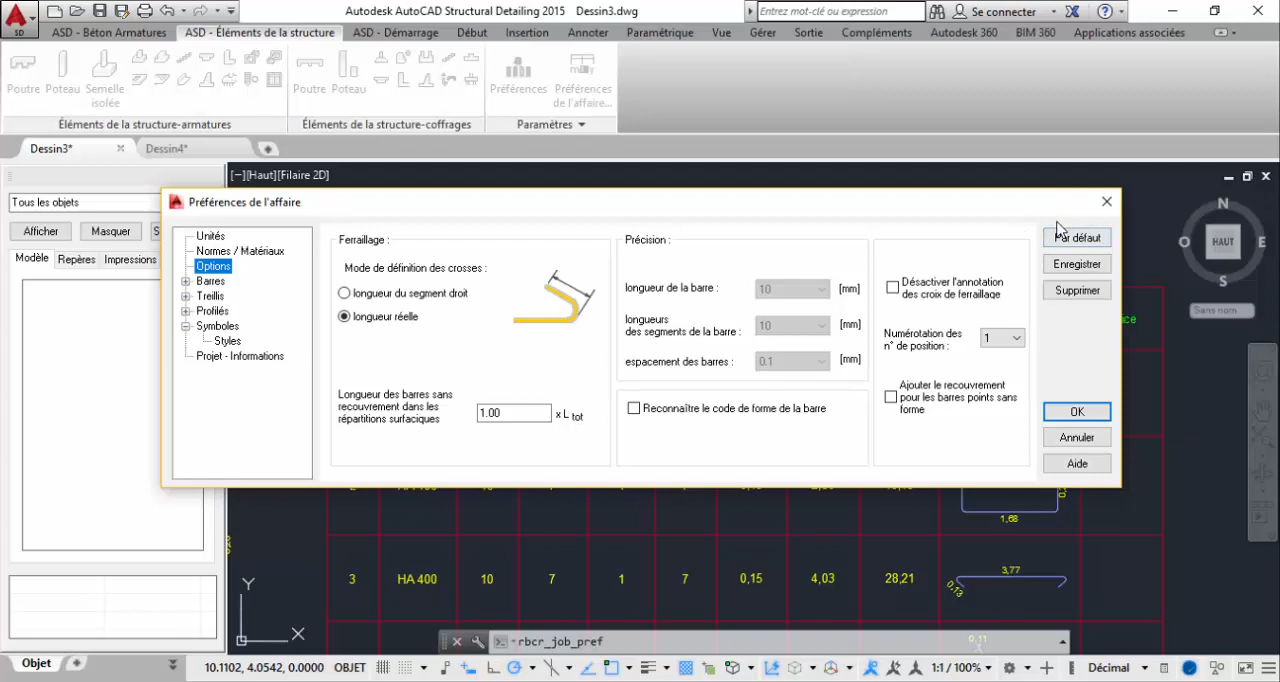 Autodesk AutoCAD Structural Detailing 2015 Dessin3.dwg
Entrez mot-clé ou expression
Se connecter
SD
ASD - Béton Armatures
ASD - Éléments de la structure
ASD - Démarrage
Début
Insertion
Annoter
Paramétrique
Vue
Gérer
Sortie
Compléments
Autodesk 360
BIM 360
Applications associées
Poutre
Poteau
Semelle
isolée
Poutre
Poteau
Préférences
Préférences
de l'affaire...
Éléments de la structure-armatures
Éléments de la structure-coffrages
Paramètres
Dessin3*
Dessin4*
[−][Haut][Filaire 2D]
Tous les objets
Afficher
Masquer
S
Modèle
Repères
Impressions
Préférences de l'affaire
Unités
Normes / Matériaux
Options
Barres
Treillis
Profilés
Symboles
Styles
Projet - Informations
Ferraillage :
Mode de définition des crosses :
longueur du segment droit
longueur réelle
Longueur des barres sans
recouvrement dans les
répartitions surfaciques
1.00
x L tot
Précision :
longueur de la barre :
10
[mm]
longueurs
des segments de la barre :
10
[mm]
espacement des barres :
0.1
[mm]
Reconnaître le code de forme de la barre
Désactiver l'annotation
des croix de ferraillage
Numérotation des
n° de position :
1
Ajouter le recouvrement
pour les barres points sans
forme
Par défaut
Enregistrer
Supprimer
OK
Annuler
Aide
N
O
HAUT
E
S
Sans nom
1,68
3
HA 400
10
7
1
7
0,15
4,03
28,21
3,77
0,13
0,11
Y
X
rbcr_job_pref
Objet
10.1102, 4.0542, 0.0000
OBJET
1:1 / 100%
Décimal